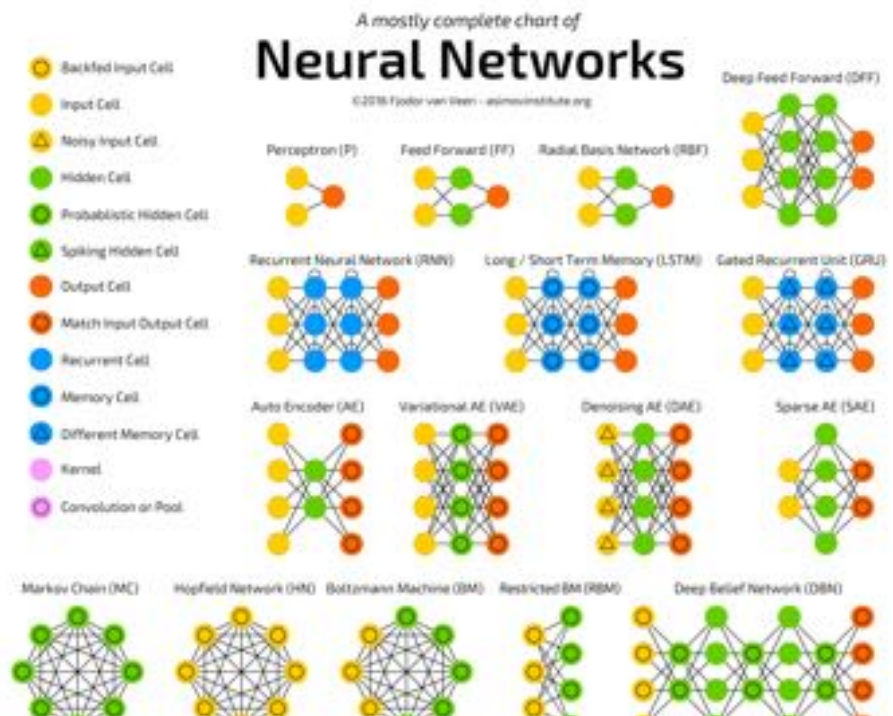 A mostly complete chart of
Neural Networks
©2016 Fjodor van Veen - asimovinstitute.org
Backfed Input Cell
Input Cell
Noisy Input Cell
Hidden Cell
Probablistic Hidden Cell
Spiking Hidden Cell
Output Cell
Match Input Output Cell
Recurrent Cell
Memory Cell
Different Memory Cell
Kernel
Convolution or Pool
Perceptron (P)
Feed Forward (FF)
Radial Basis Network (RBF)
Deep Feed Forward (DFF)
Recurrent Neural Network (RNN)
Long / Short Term Memory (LSTM)
Gated Recurrent Unit (GRU)
Auto Encoder (AE)
Variational AE (VAE)
Denoising AE (DAE)
Sparse AE (SAE)
Markov Chain (MC)
Hopfield Network (HN)
Boltzmann Machine (BM)
Restricted BM (RBM)
Deep Belief Network (DBN)